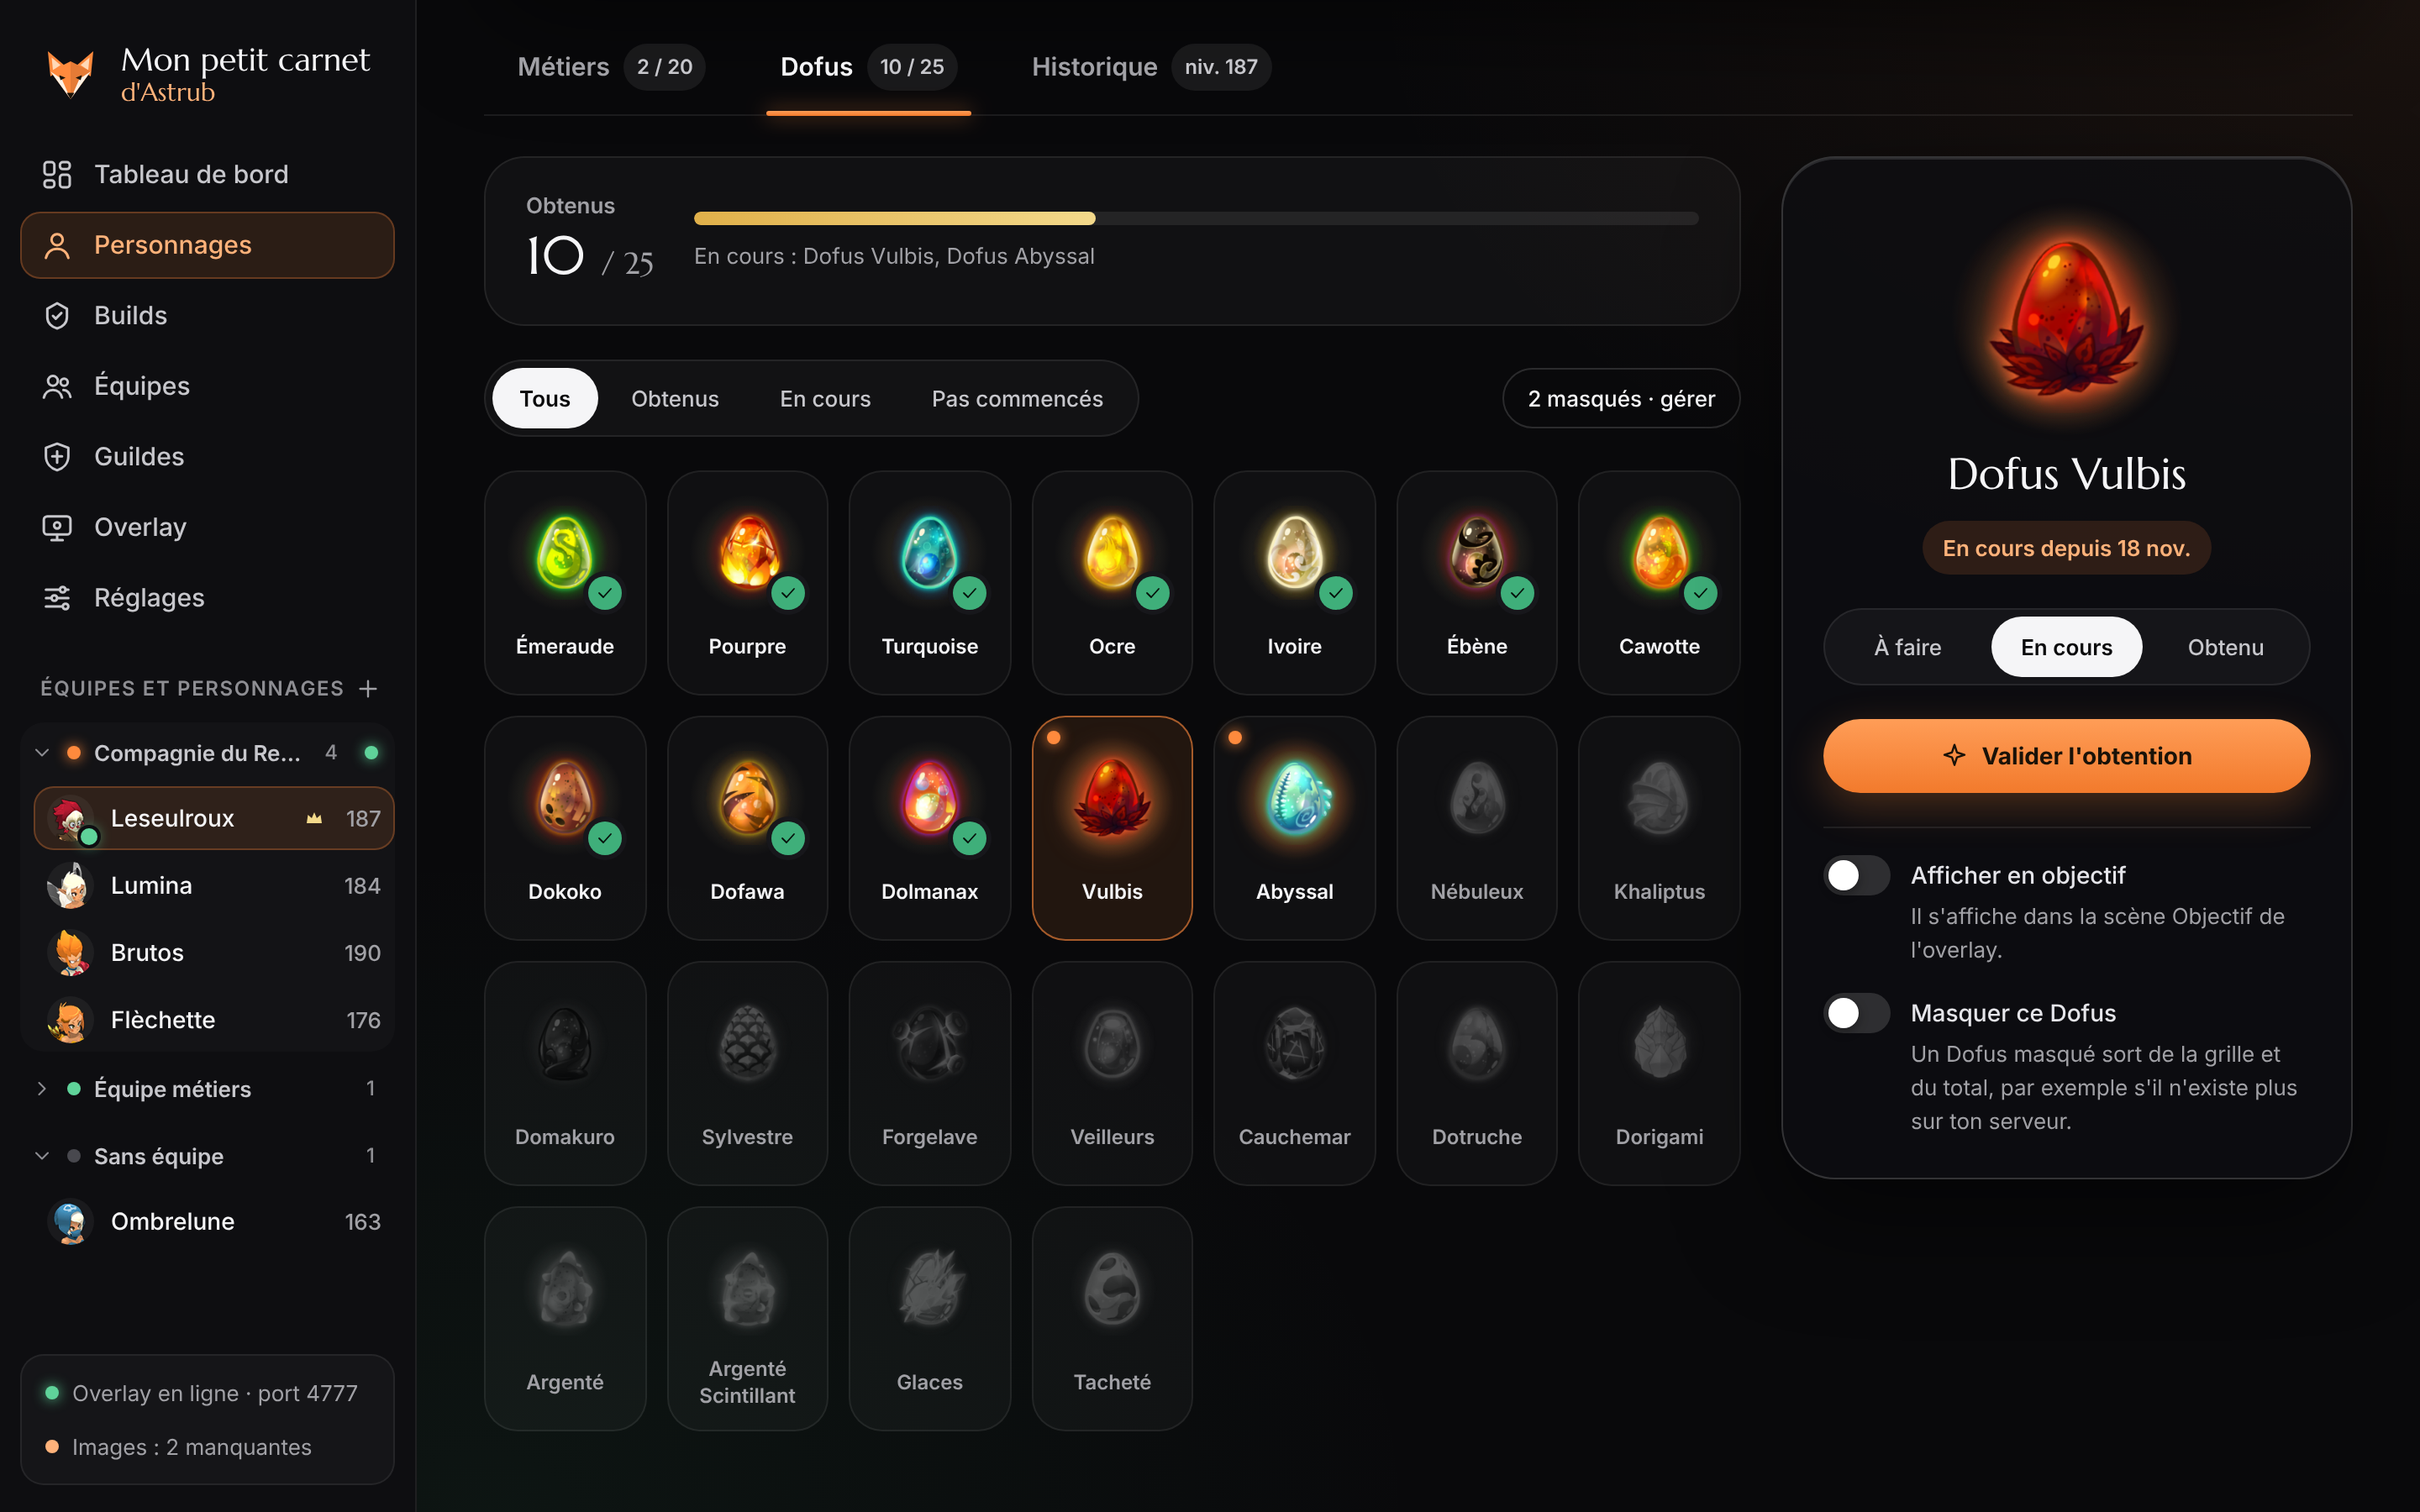 Mon petit carnet
d'Astrub
Tableau de bord
Personnages
Builds
Équipes
Guildes
Overlay
Réglages
ÉQUIPES ET PERSONNAGES
Compagnie du Re... 4
Leseulroux 187
Lumina 184
Brutos 190
Flèchette 176
Équipe métiers 1
Sans équipe 1
Ombrelune 163
Overlay en ligne · port 4777
Images : 2 manquantes
Métiers 2 / 20 Dofus 10 / 25 Historique niv. 187
Obtenus
10 / 25
En cours : Dofus Vulbis, Dofus Abyssal
Tous Obtenus En cours Pas commencés
2 masqués · gérer
Émeraude Pourpre Turquoise Ocre Ivoire Ébène Cawotte
Dokoko Dofawa Dolmanax Vulbis Abyssal Nébuleux Khaliptus
Domakuro Sylvestre Forgelave Veilleurs Cauchemar Dotruche Dorigami
Argenté Argenté Scintillant Glaces Tacheté
Dofus Vulbis
En cours depuis 18 nov.
À faire En cours Obtenu
Valider l'obtention
Afficher en objectif
Il s'affiche dans la scène Objectif de
l'overlay.
Masquer ce Dofus
Un Dofus masqué sort de la grille et
du total, par exemple s'il n'existe plus
sur ton serveur.